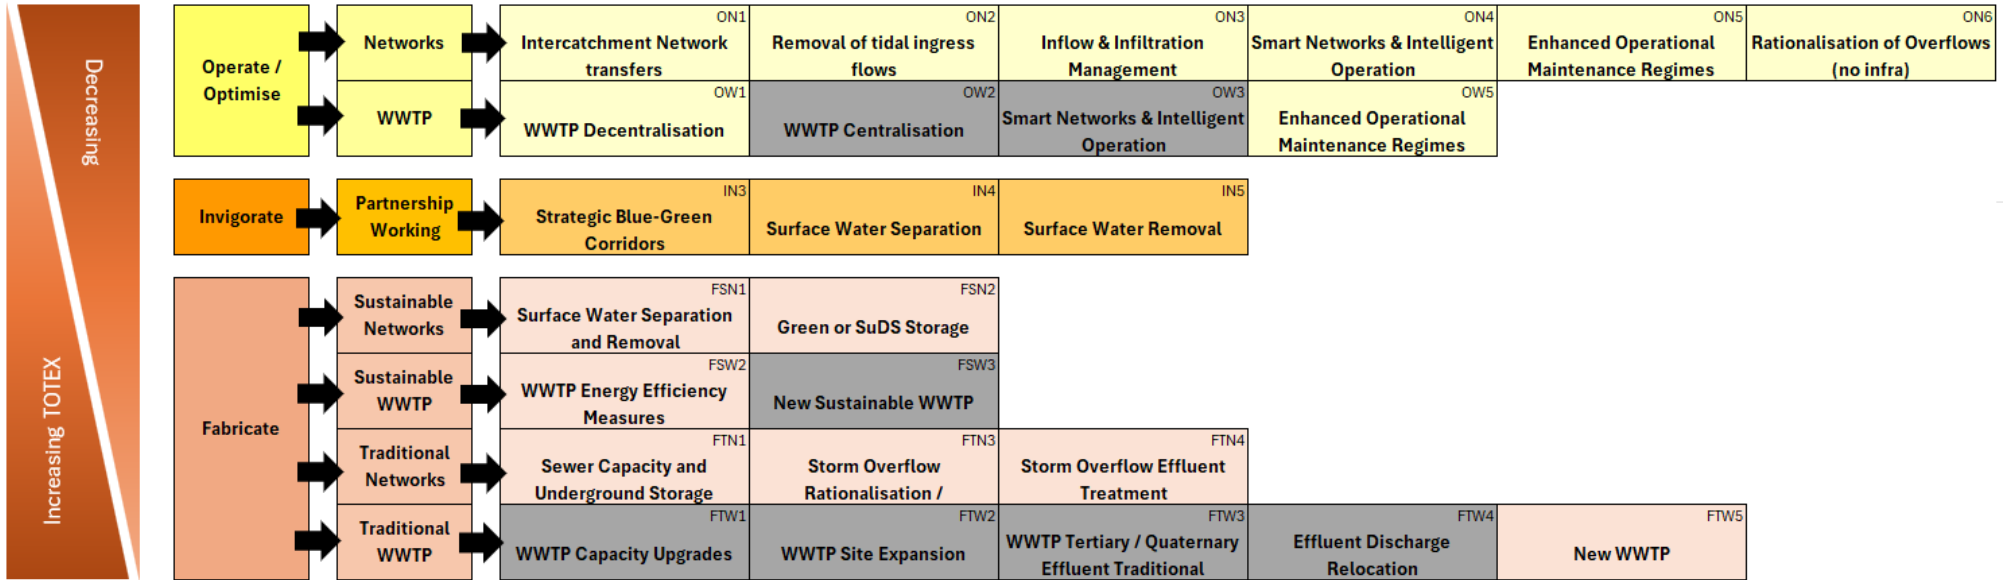 Decreasing
Increasing TOTEX
Operate /
Optimise
Networks
ON1
Intercatchment Network
transfers
ON2
Removal of tidal ingress
flows
ON3
Inflow & Infiltration
Management
ON4
Smart Networks & Intelligent
Operation
ON5
Enhanced Operational
Maintenance Regimes
ON6
Rationalisation of Overflows
(no infra)
WWTP
OW1
WWTP Decentralisation
OW2
WWTP Centralisation
OW3
Smart Networks & Intelligent
Operation
OW5
Enhanced Operational
Maintenance Regimes
Invigorate
Partnership
Working
IN3
Strategic Blue-Green
Corridors
IN4
Surface Water Separation
IN5
Surface Water Removal
Fabricate
Sustainable
Networks
FSN1
Surface Water Separation
and Removal
FSN2
Green or SuDS Storage
Sustainable
WWTP
FSW2
WWTP Energy Efficiency
Measures
FSW3
New Sustainable WWTP
Traditional
Networks
FTN1
Sewer Capacity and
Underground Storage
FTN3
Storm Overflow
Rationalisation /
FTN4
Storm Overflow Effluent
Treatment
Traditional
WWTP
FTW1
WWTP Capacity Upgrades
FTW2
WWTP Site Expansion
FTW3
WWTP Tertiary / Quaternary
Effluent Traditional
FTW4
Effluent Discharge
Relocation
FTW5
New WWTP